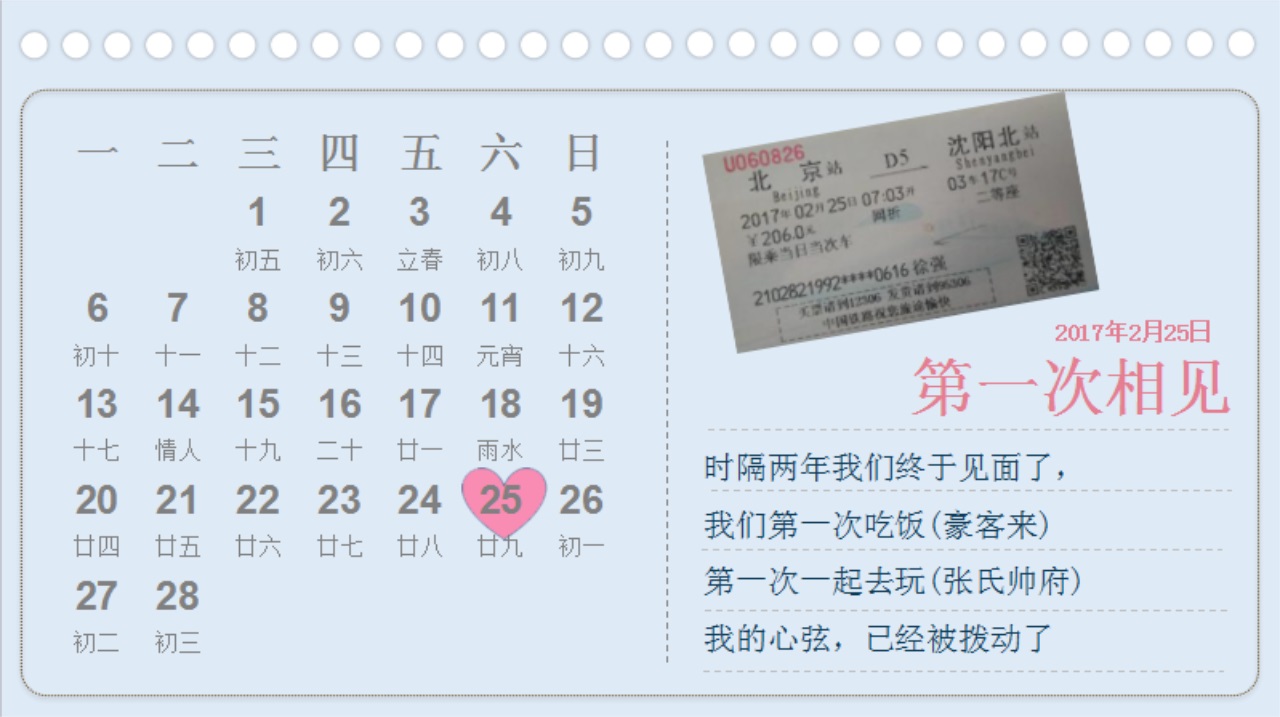 一 二 三 四 五 六 日
1 2 3 4 5
初五 初六 立春 初八 初九
6 7 8 9 10 11 12
初十 十一 十二 十三 十四 元宵 十六
13 14 15 16 17 18 19
十七 情人 十九 二十 廿一 雨水 廿三
20 21 22 23 24 25 26
廿四 廿五 廿六 廿七 廿八 廿九 初一
27 28
初二 初三
U060826
北 京站 D5 沈阳北站
Beijing Shenyangbei
2017年02月25日 07:03开 03车17C号
￥206.0元 网折 二等座
限乘当日当次车
2102821992****0616 徐强
买票请到12306 发货请到95306
中国铁路祝您旅途愉快
2017年2月25日
第一次相见
时隔两年我们终于见面了，
我们第一次吃饭(豪客来)
第一次一起去玩(张氏帅府)
我的心弦，已经被拨动了